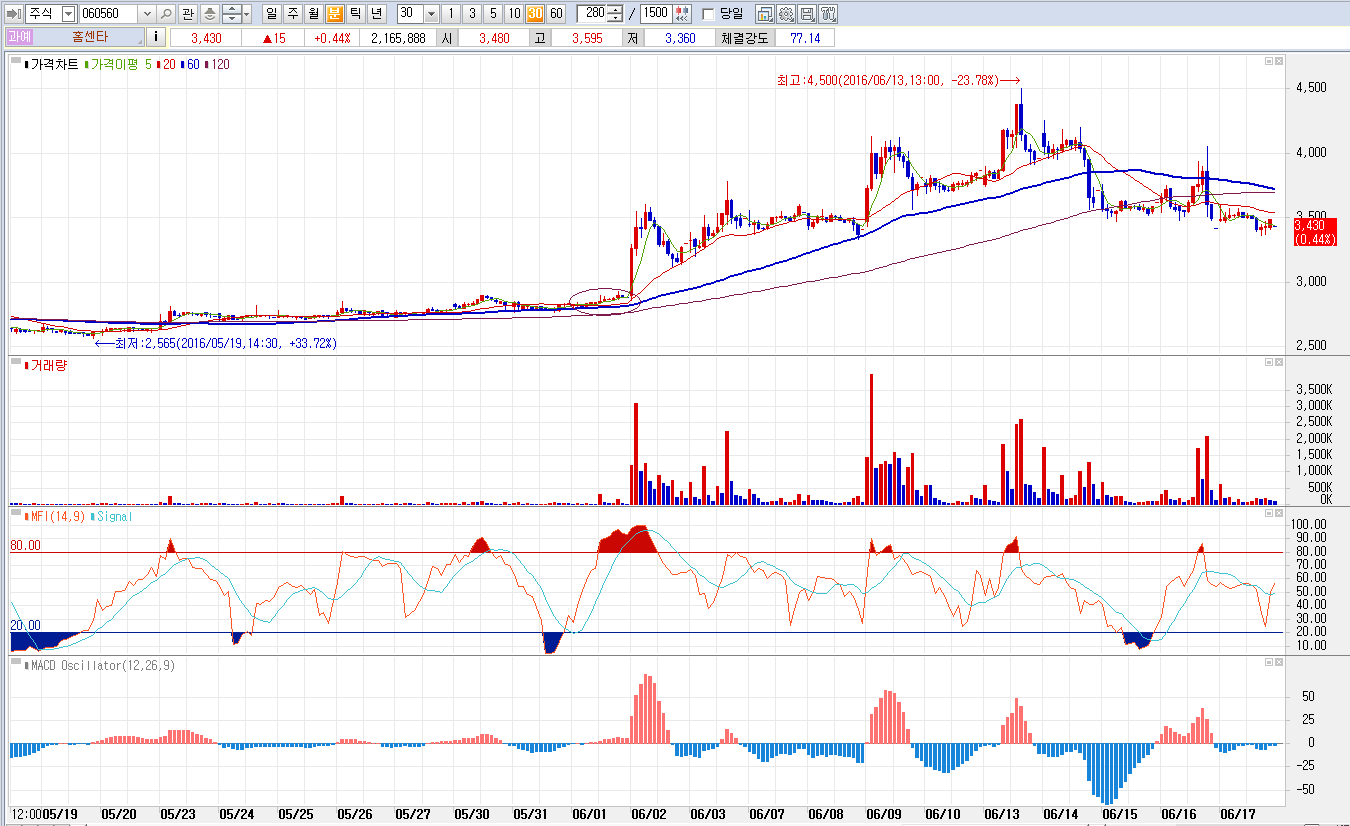 주식 060560 관 일 주 월 분 틱 년 30 1 3 5 10 30 60 280 / 1500 당일
과예 홈센타 i 3,430 ▲15 +0.44% 2,165,888 시 3,480 고 3,595 저 3,360 체결강도 77.14
가격차트 가격이평 5 20 60 120
최고:4,500(2016/06/13,13:00, -23.78%)
4,500
4,000
3,500
3,430
(0.44%)
3,000
2,500
최저:2,565(2016/05/19,14:30, +33.72%)
거래량
3,500K
3,000K
2,500K
2,000K
1,500K
1,000K
500K
0K
MFI(14,9) Signal
80.00
20.00
100.00
90.00
80.00
70.00
60.00
50.00
40.00
30.00
20.00
10.00
MACD Oscillator(12,26,9)
50
25
0
-25
-50
12:00 05/19 05/20 05/23 05/24 05/25 05/26 05/27 05/30 05/31 06/01 06/02 06/03 06/07 06/08 06/09 06/10 06/13 06/14 06/15 06/16 06/17